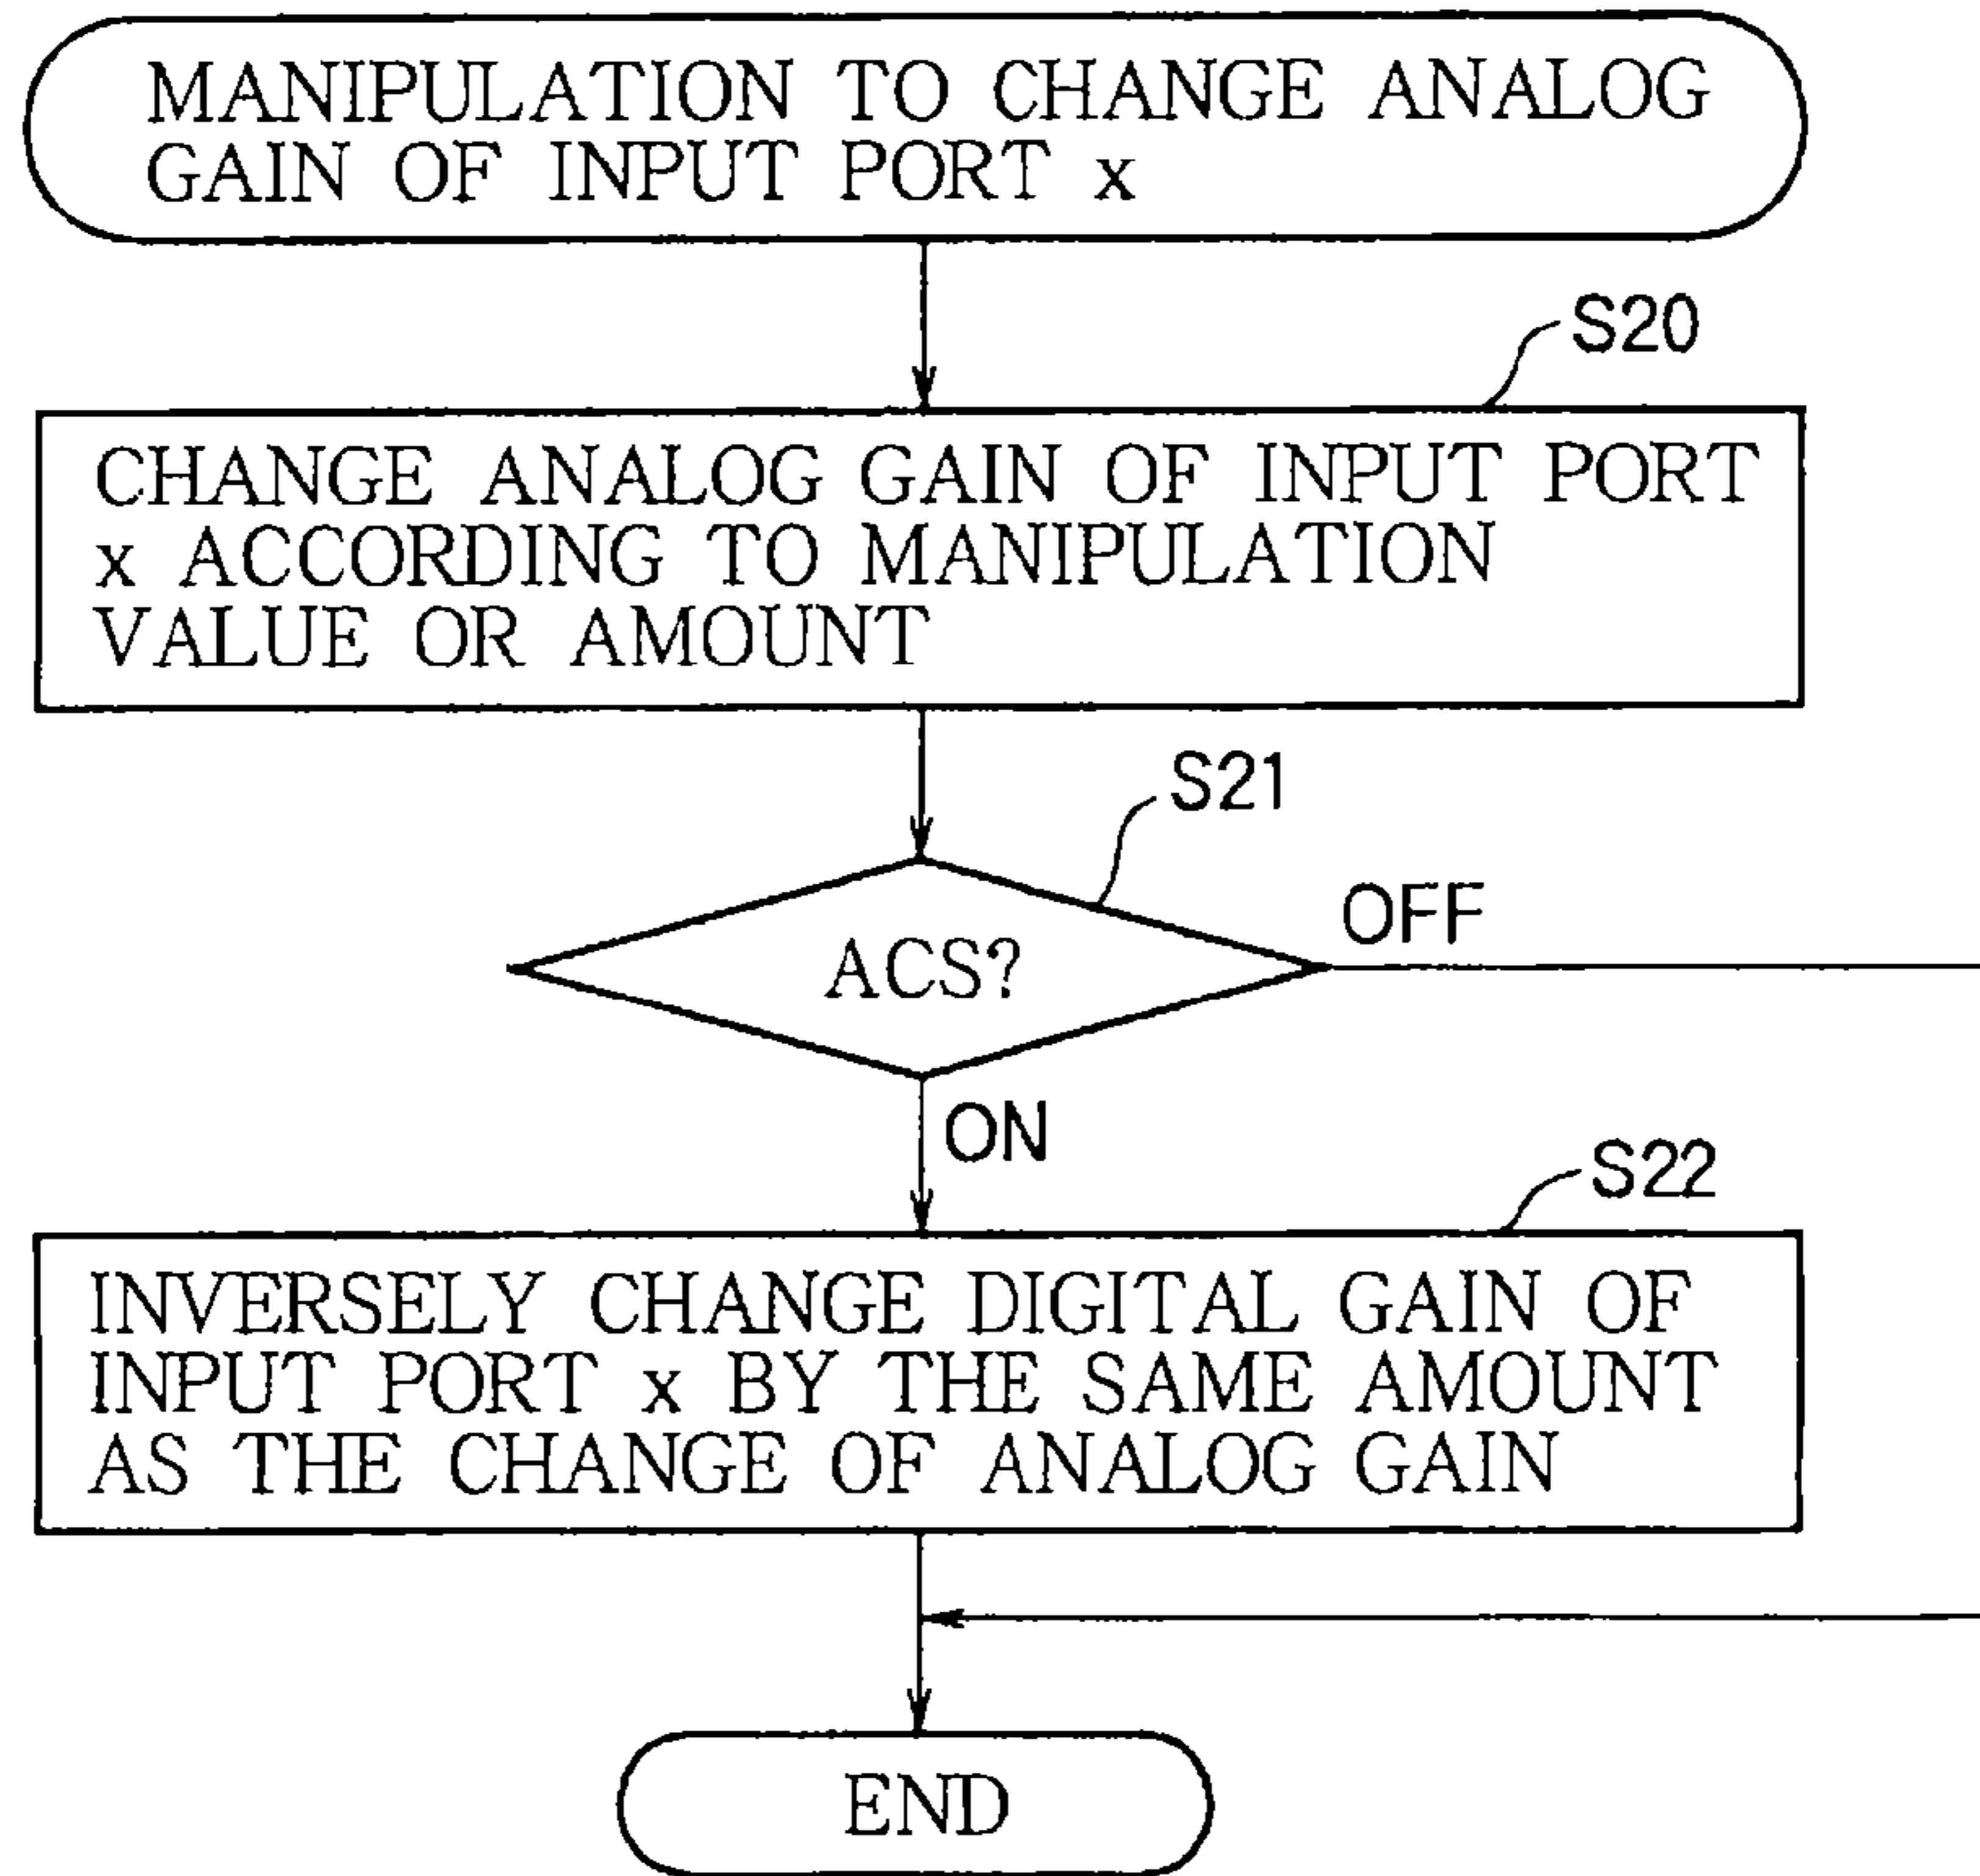 MANIPULATION TO CHANGE ANALOG
GAIN OF INPUT PORT x
S20
CHANGE ANALOG GAIN OF INPUT PORT
x ACCORDING TO MANIPULATION
VALUE OR AMOUNT
S21
ACS?
OFF
ON
S22
INVERSELY CHANGE DIGITAL GAIN OF
INPUT PORT x BY THE SAME AMOUNT
AS THE CHANGE OF ANALOG GAIN
END